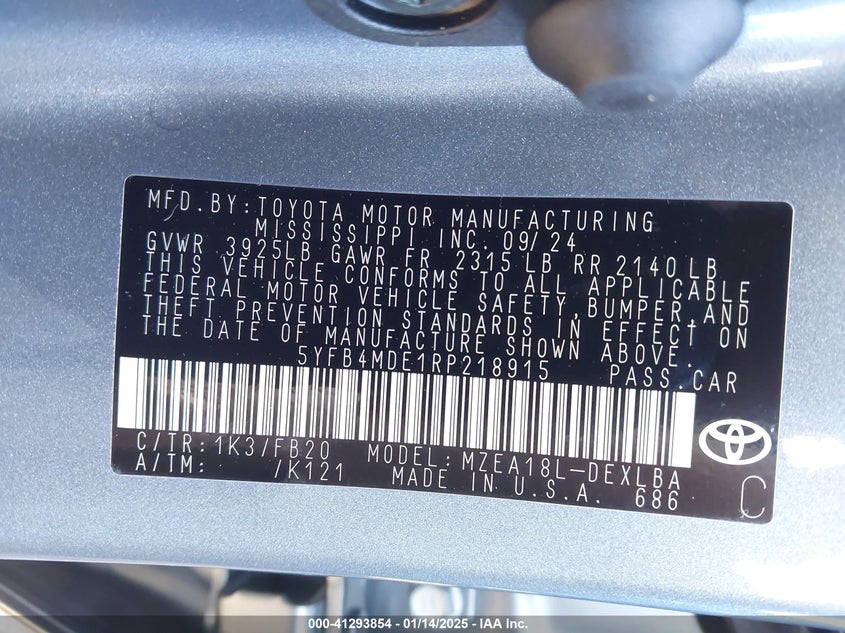 MFD.BY:TOYOTA MOTOR MANUFACTURING
MISSISSIPPI INC. 09/24
GVWR 3925LB GAWR FR 2315 LB RR 2140 LB
THIS VEHICLE CONFORMS TO ALL APPLICABLE
FEDERAL MOTOR VEHICLE SAFETY,BUMPER,AND
THEFT PREVENTION STANDARDS IN EFFECT ON
THE DATE OF MANUFACTURE SHOWN ABOVE.
5YFB4MDE1RP218915 PASS.CAR
C/TR:1K3/FB20 MODEL:MZEA18L-DEXLBA
A/TM: /K121 MADE IN U.S.A. 686
C
000-41293854 - 01/14/2025 - IAA Inc.